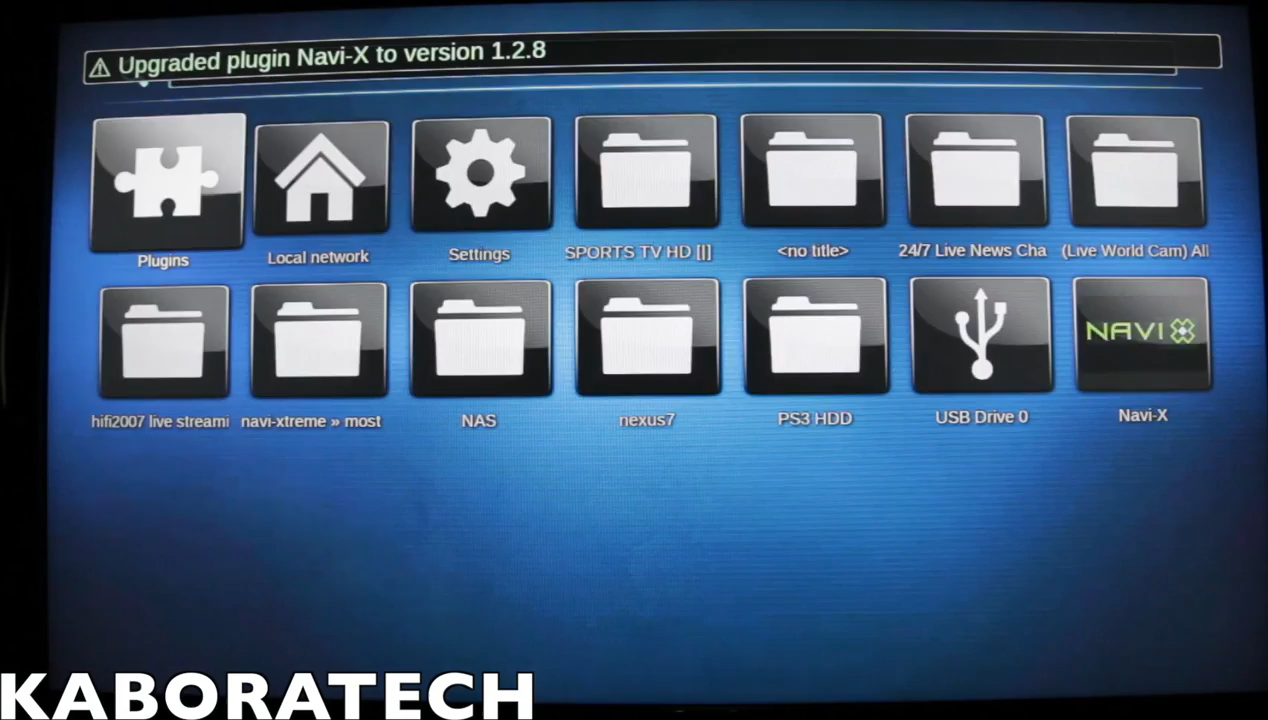 Upgraded plugin Navi-X to version 1.2.8
Plugins
Local network
Settings
SPORTS TV HD [|]
<no title>
24/7 Live News Cha
(Live World Cam) All
hifi2007 live streami
navi-xtreme » most
NAS
nexus7
PS3 HDD
USB Drive 0
NAVI X
Navi-X
KABORATECH